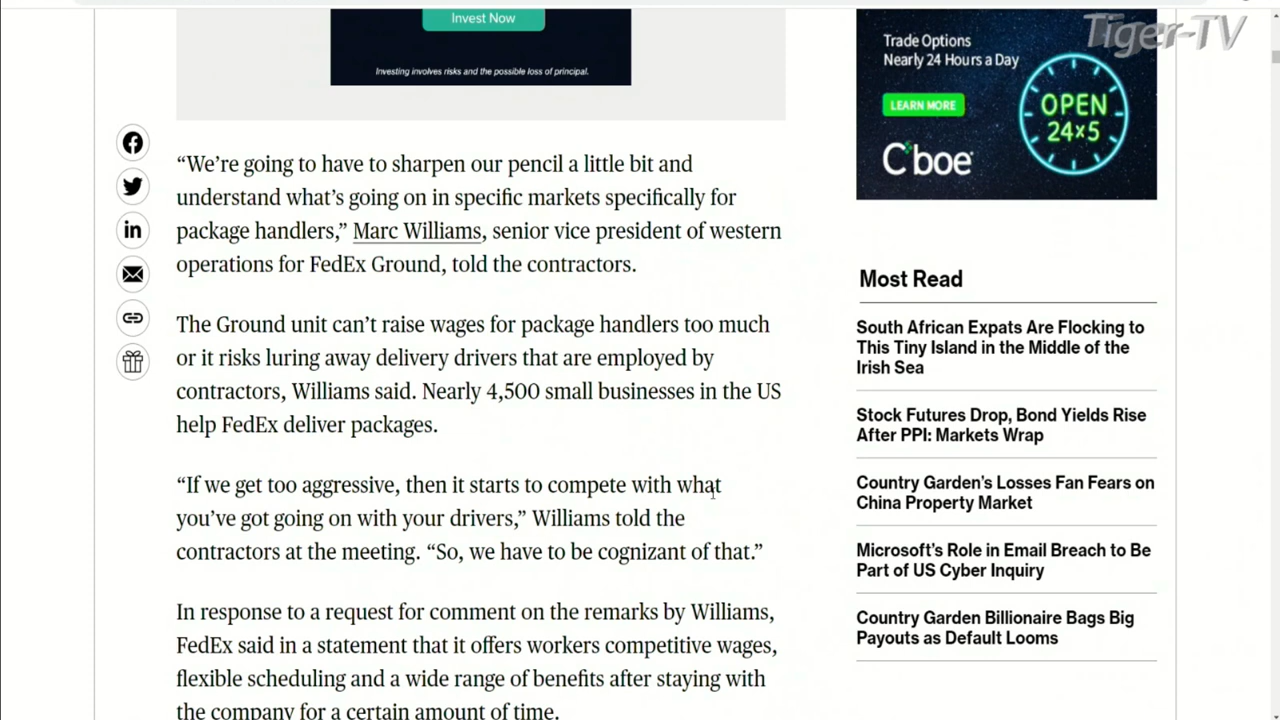 Invest Now
Investing involves risks and the possible loss of principal.
Tiger-TV
Trade Options
Nearly 24 Hours a Day
LEARN MORE
OPEN
24x5
Cboe
“We’re going to have to sharpen our pencil a little bit and
understand what’s going on in specific markets specifically for
package handlers,” Marc Williams, senior vice president of western
operations for FedEx Ground, told the contractors.
The Ground unit can’t raise wages for package handlers too much
or it risks luring away delivery drivers that are employed by
contractors, Williams said. Nearly 4,500 small businesses in the US
help FedEx deliver packages.
“If we get too aggressive, then it starts to compete with what
you’ve got going on with your drivers,” Williams told the
contractors at the meeting. “So, we have to be cognizant of that.”
In response to a request for comment on the remarks by Williams,
FedEx said in a statement that it offers workers competitive wages,
flexible scheduling and a wide range of benefits after staying with
the company for a certain amount of time.
Most Read
South African Expats Are Flocking to
This Tiny Island in the Middle of the
Irish Sea
Stock Futures Drop, Bond Yields Rise
After PPI: Markets Wrap
Country Garden’s Losses Fan Fears on
China Property Market
Microsoft’s Role in Email Breach to Be
Part of US Cyber Inquiry
Country Garden Billionaire Bags Big
Payouts as Default Looms